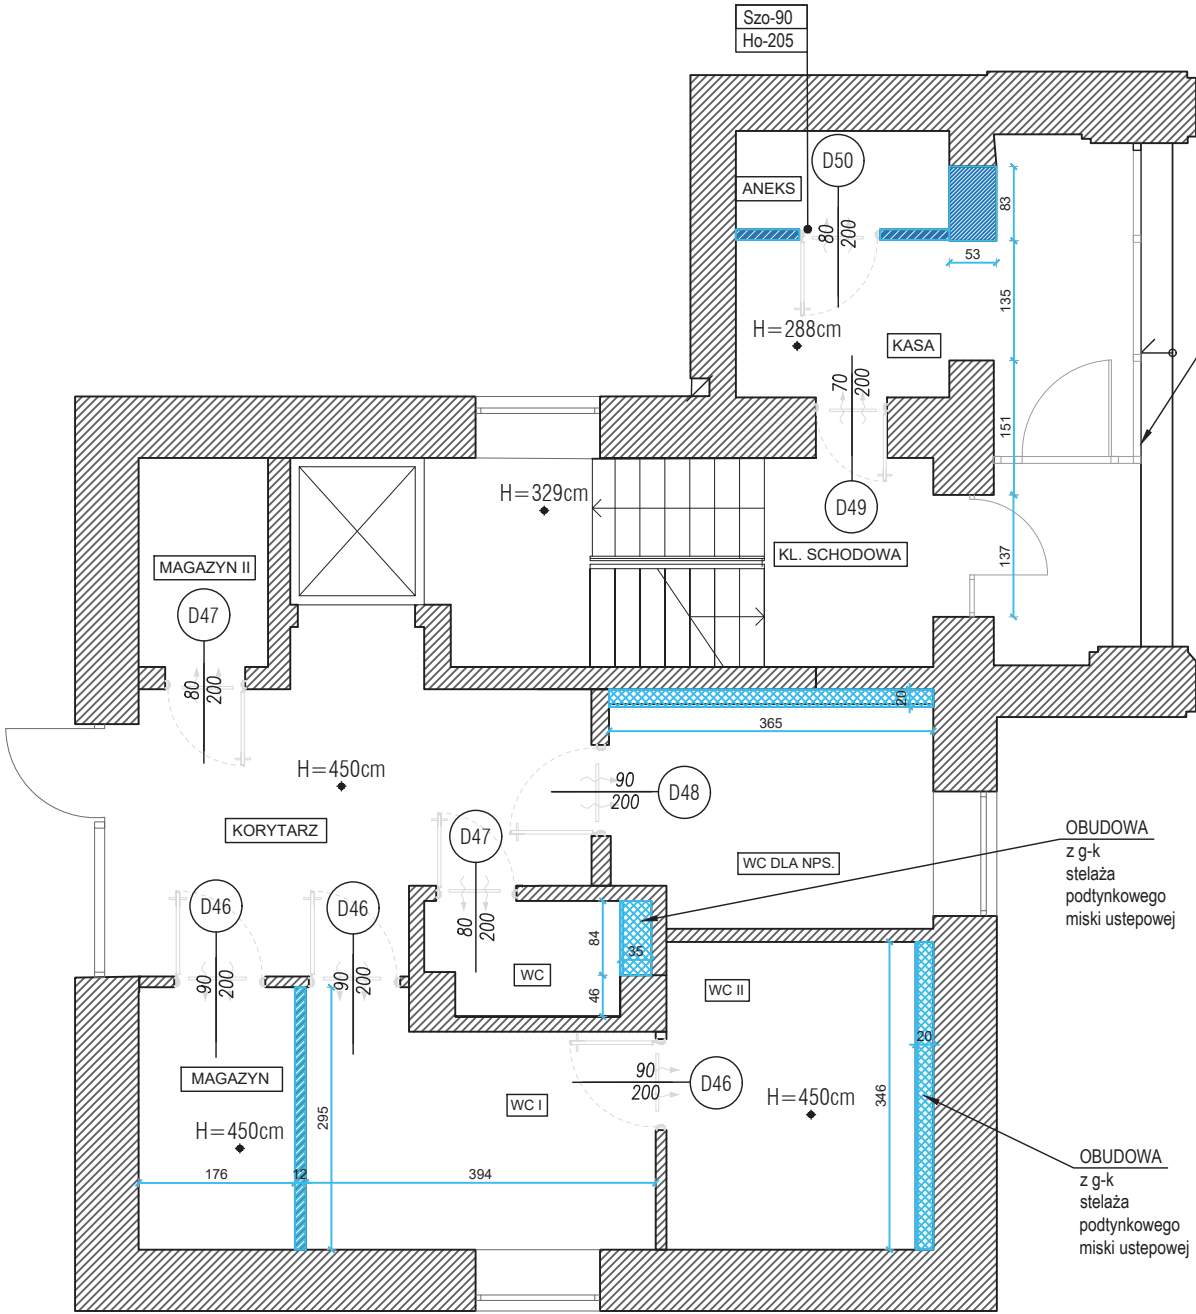 Szo-90
Ho-205
D50
ANEKS
80
200
83
53
135
H=288cm
KASA
70
200
151
H=329cm
D49
KL. SCHODOWA
137
MAGAZYN II
D47
80
200
20
365
H=450cm
90
200
D48
KORYTARZ
D47
WC DLA NPS.
OBUDOWA
z g-k
stelaża
podtynkowego
miski ustepowej
D46
D46
80
200
84
35
46
90
200
90
200
WC
WC II
20
MAGAZYN
90
200
D46
H=450cm
WC I
295
346
H=450cm
176
12
394
OBUDOWA
z g-k
stelaża
podtynkowego
miski ustepowej